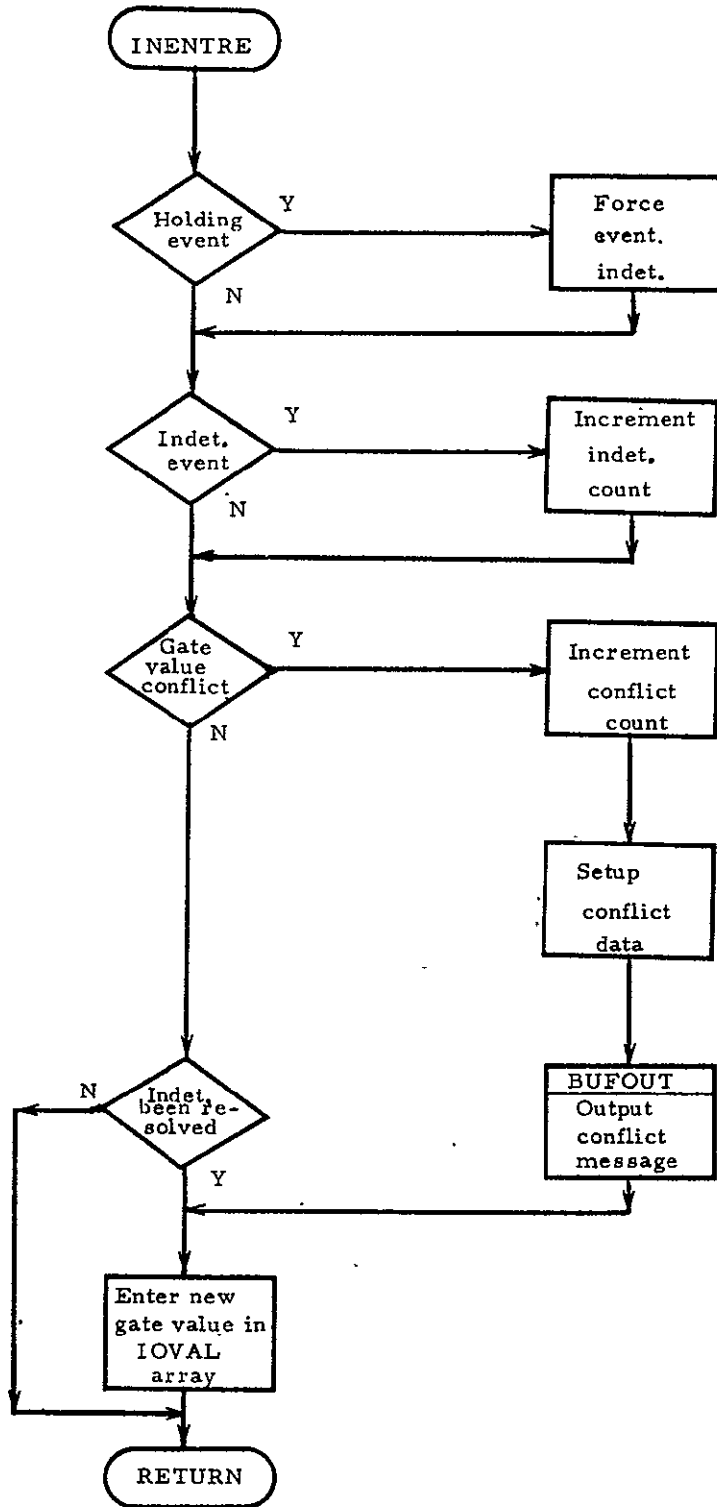 INENTRE
Holding
event
Y
N
Force
event.
indet.
Indet.
event
Y
N
Increment
indet.
count
Gate
value
conflict
Y
N
Increment
conflict
count
Setup
conflict
data
BUFOUT
Output
conflict
message
Indet.
been re-
solved
N
Y
Enter new
gate value in
IOVAL
array
RETURN